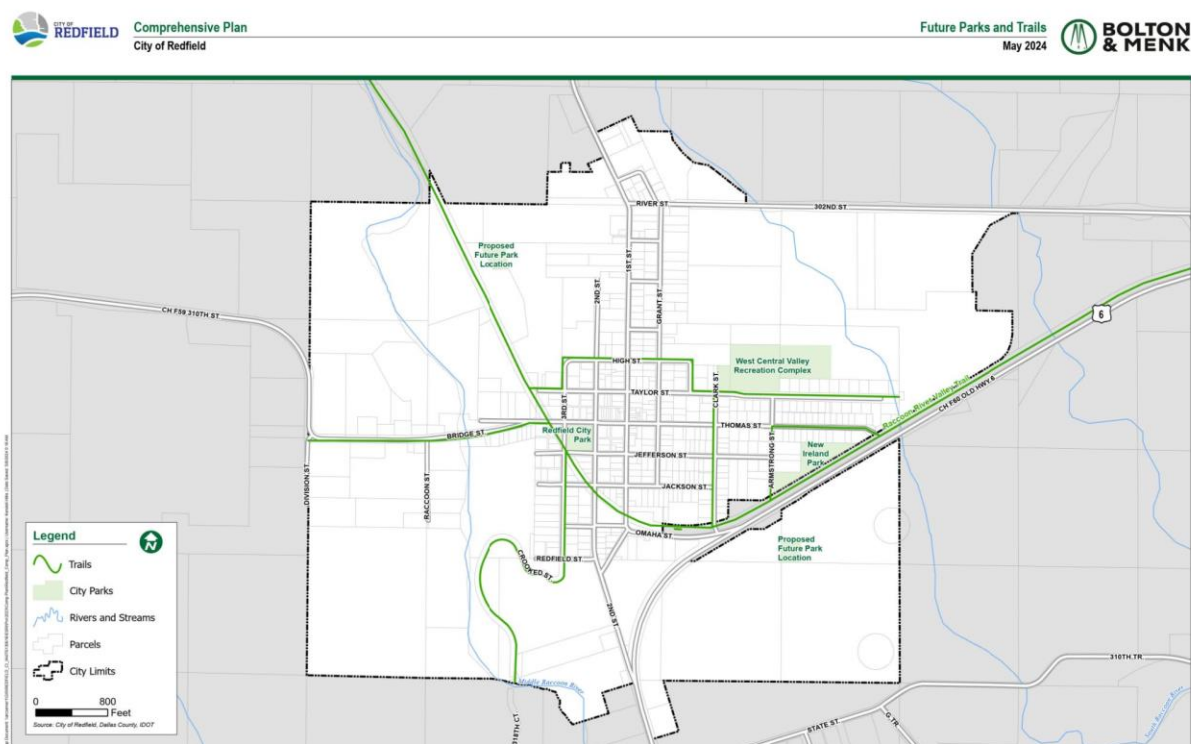 CITY OF
REDFIELD
Comprehensive Plan
City of Redfield
Future Parks and Trails
May 2024
BOLTON
& MENK
RIVER ST
302ND ST
Proposed
Future Park
Location
1ST ST
2ND ST
GRANT ST
CH F59 310TH ST
6
HIGH ST
West Central Valley
Recreation Complex
TAYLOR ST
CLARK ST
Raccoon River Valley Trail
CH F60 OLD HWY 6
3RD ST
THOMAS ST
Redfield City
Park
BRIDGE ST
JEFFERSON ST
New
Ireland
Park
ARMSTRONG ST
DIVISION ST
RACCOON ST
JACKSON ST
OMAHA ST
Proposed
Future Park
Location
REDFIELD ST
CROOKED ST
2ND ST
310TH TR
Middle Raccoon River
318TH CT
STATE ST
G TR
South Raccoon River
Legend
N
Trails
City Parks
Rivers and Streams
Parcels
City Limits
0 800
Feet
Source: City of Redfield, Dallas County, IDOT